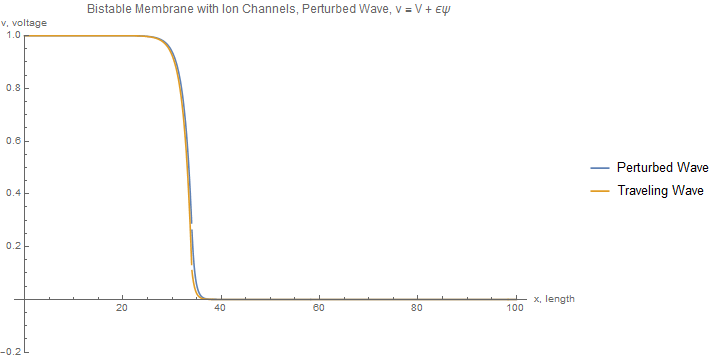 Bistable Membrane with Ion Channels, Perturbed Wave, v = V + ϵψ
v, voltage
1.0
0.8
0.6
0.4
0.2
-0.2
20
40
60
80
100
x, length
Perturbed Wave
Traveling Wave